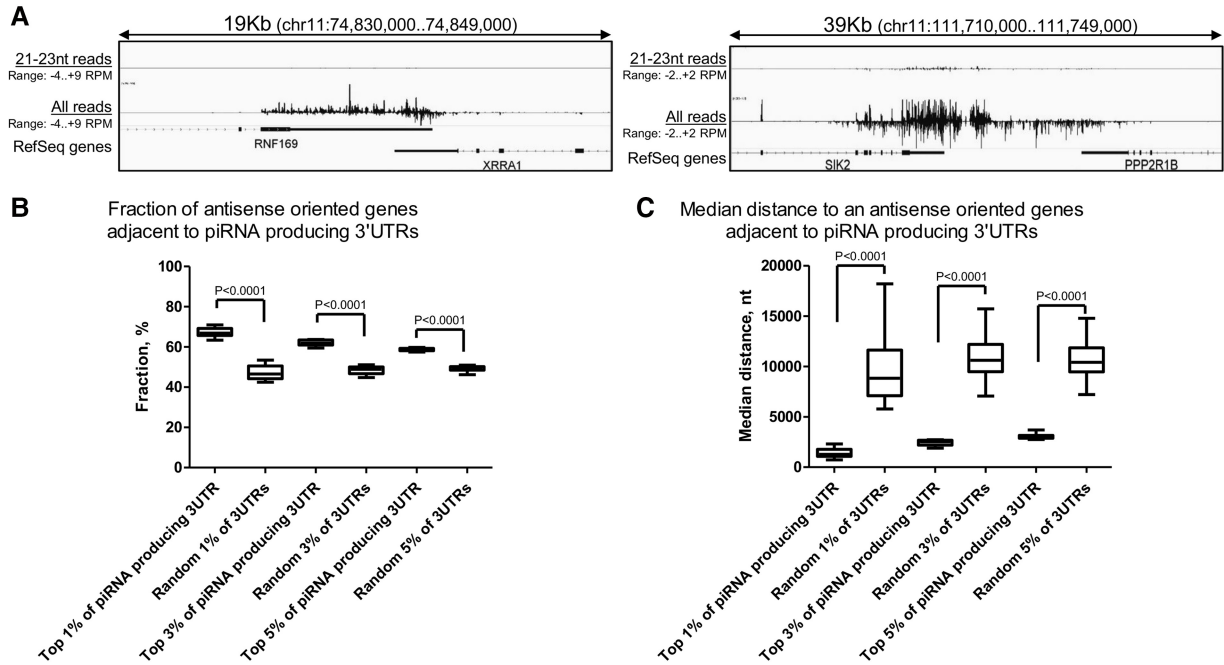 A
19Kb (chr11:74,830,000..74,849,000)
21-23nt reads
Range: -4..+9 RPM
All reads
Range: -4..+9 RPM
RefSeq genes
RNF169
XRRA1
39Kb (chr11:111,710,000..111,749,000)
21-23nt reads
Range: -2..+2 RPM
All reads
Range: -2..+2 RPM
RefSeq genes
SIK2
PPP2R1B
B
Fraction of antisense oriented genes
adjacent to piRNA producing 3'UTRs
Fraction, %
100
80
60
40
20
0
P<0.0001
P<0.0001
P<0.0001
Top 1% of piRNA producing 3UTR
Random 1% of 3UTRs
Top 3% of piRNA producing 3UTR
Random 3% of 3UTRs
Top 5% of piRNA producing 3UTR
Random 5% of 3UTRs
C
Median distance to an antisense oriented genes
adjacent to piRNA producing 3'UTRs
Median distance, nt
20000
15000
10000
5000
0
P<0.0001
P<0.0001
P<0.0001
Top 1% of piRNA producing 3UTR
Random 1% of 3UTRs
Top 3% of piRNA producing 3UTR
Random 3% of 3UTRs
Top 5% of piRNA producing 3UTR
Random 5% of 3UTRs